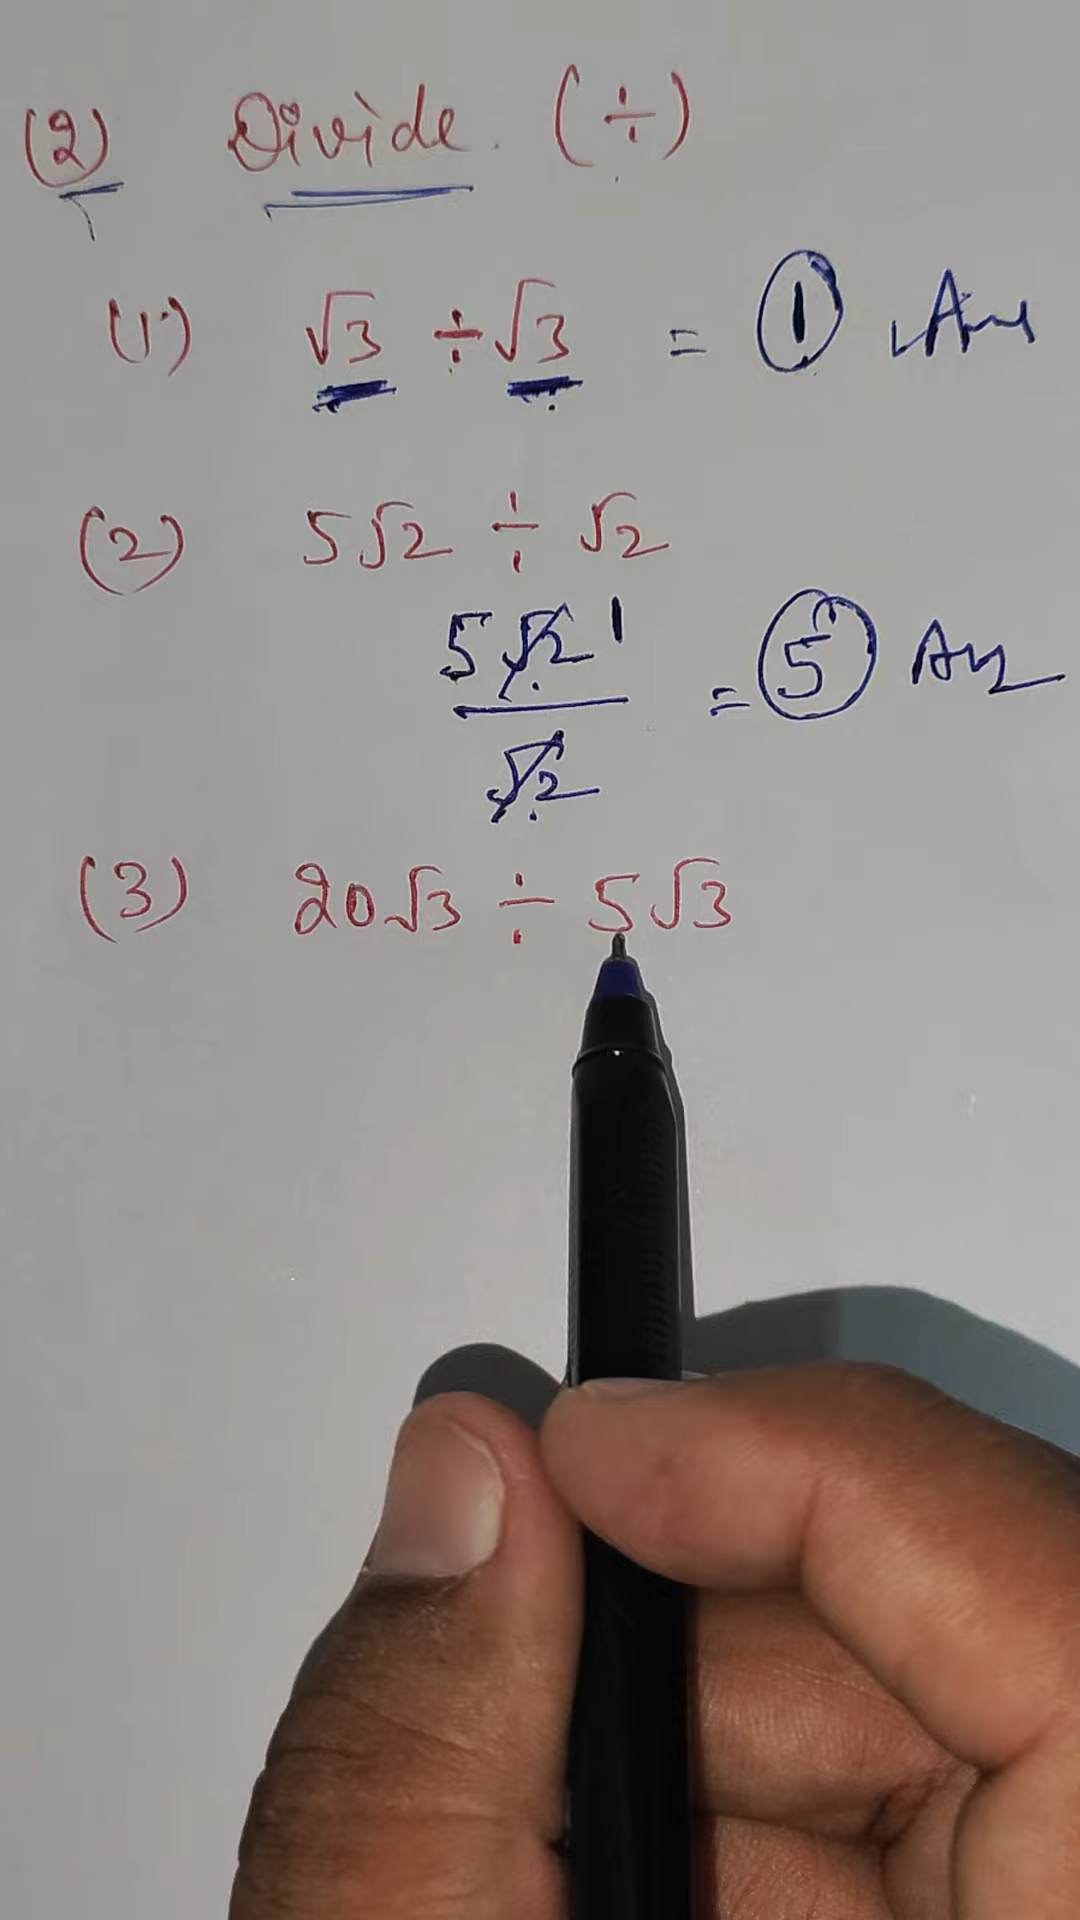 (2) Divide. (÷)
(1) √3 ÷ √3 = 1 Ans
(2) 5√2 ÷ √2
5√2 1
= 5 Ans
√2
(3) 20√3 ÷ 5√3